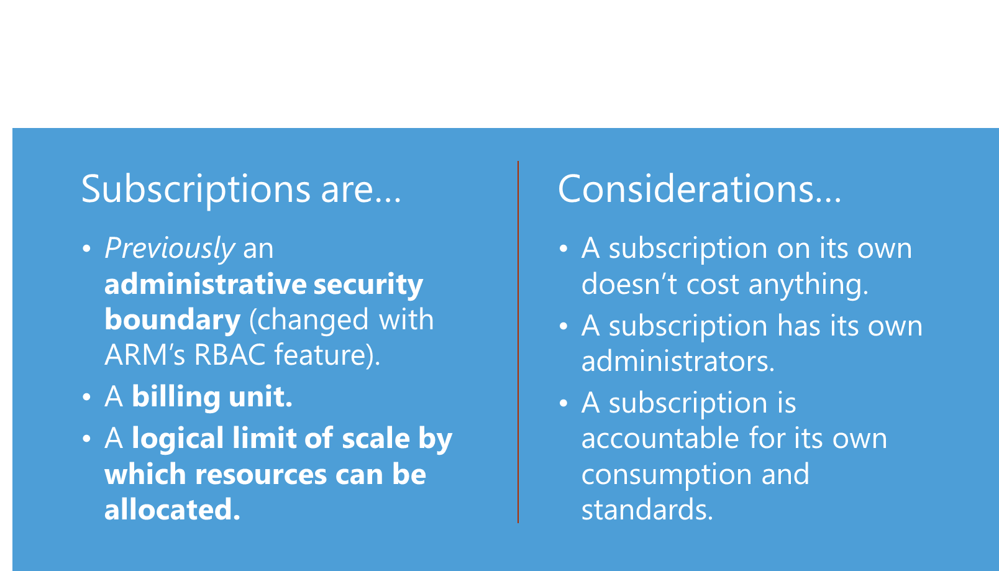 Subscriptions are…
• Previously an
administrative security
boundary (changed with
ARM’s RBAC feature).
• A billing unit.
• A logical limit of scale by
which resources can be
allocated.
Considerations…
• A subscription on its own
doesn’t cost anything.
• A subscription has its own
administrators.
• A subscription is
accountable for its own
consumption and
standards.